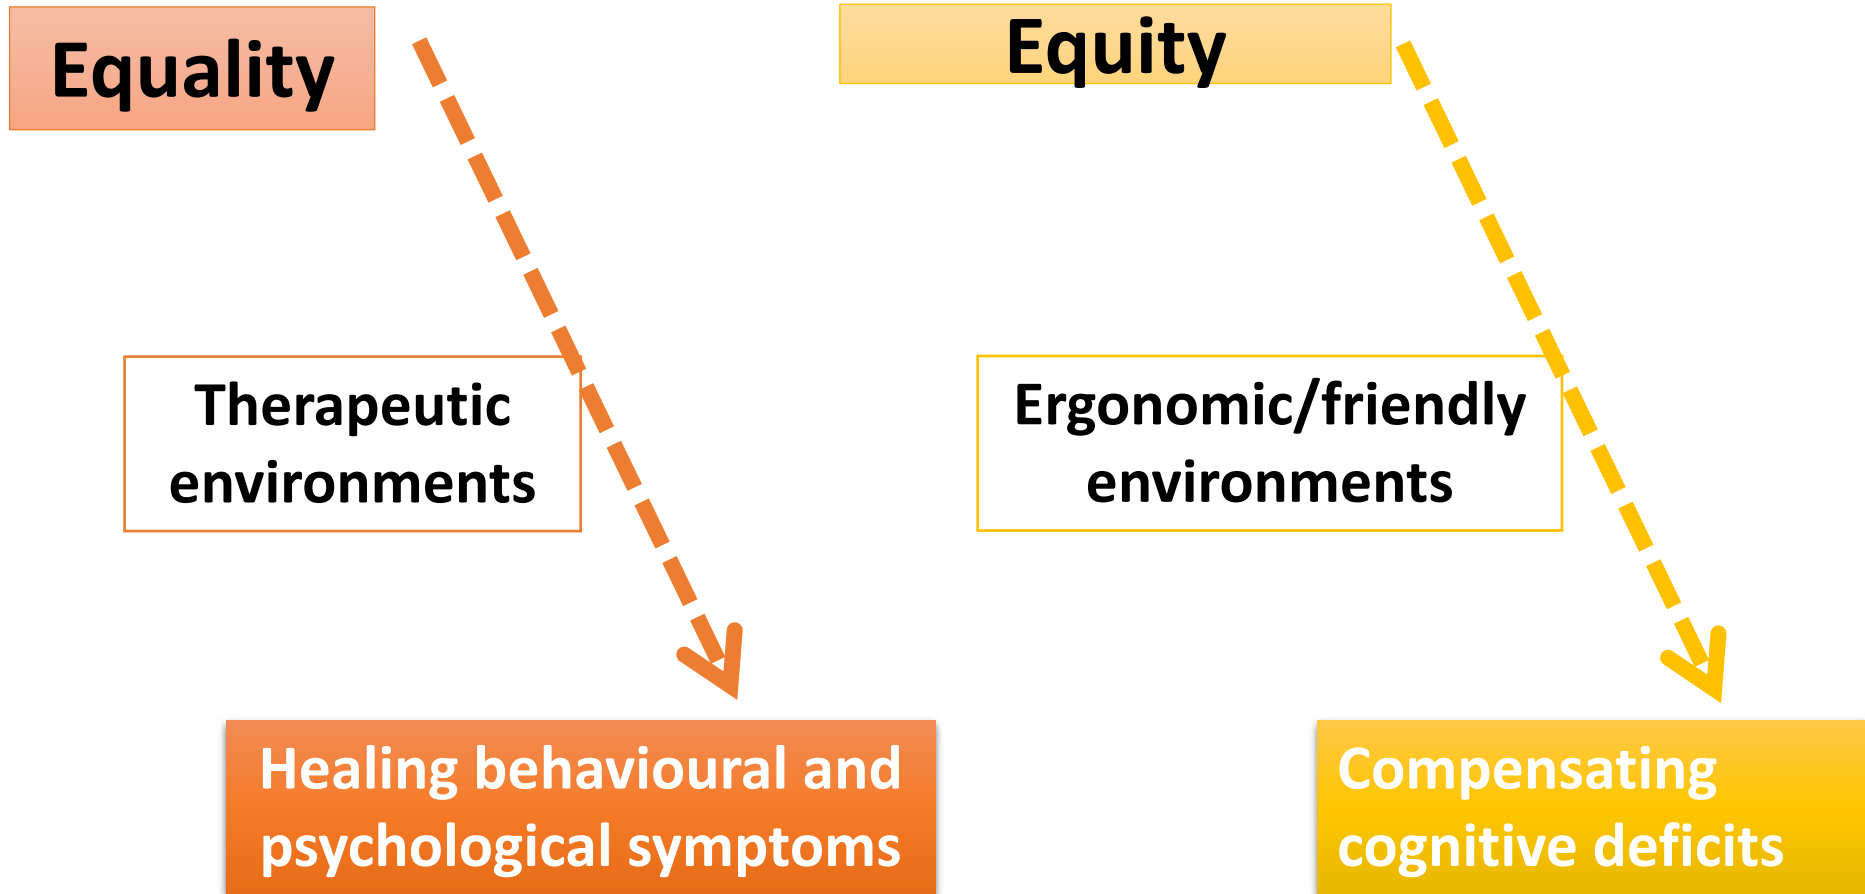 Equality
Equity
Therapeutic
environments
Ergonomic/friendly
environments
Healing behavioural and
psychological symptoms
Compensating
cognitive deficits